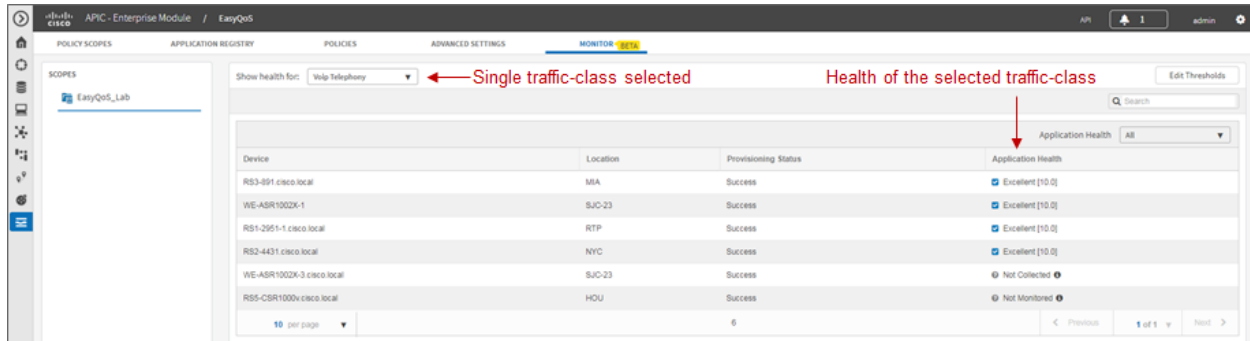 cisco APIC - Enterprise Module / EasyQoS API 1 admin
POLICY SCOPES APPLICATION REGISTRY POLICIES ADVANCED SETTINGS MONITOR BETA
SCOPES
EasyQoS_Lab
Show health for: Voip Telephony Single traffic-class selected Health of the selected traffic-class Edit Thresholds
Search
Application Health All
Device Location Provisioning Status Application Health
RS3-891.cisco.local MIA Success Excellent [10.0]
WE-ASR1002X-1 SJC-23 Success Excellent [10.0]
RS1-2951-1.cisco.local RTP Success Excellent [10.0]
RS2-4431.cisco.local NYC Success Excellent [10.0]
WE-ASR1002X-3.cisco.local SJC-23 Success Not Collected
RS5-CSR1000v.cisco.local HOU Success Not Monitored
10 per page 6 Previous 1 of 1 Next